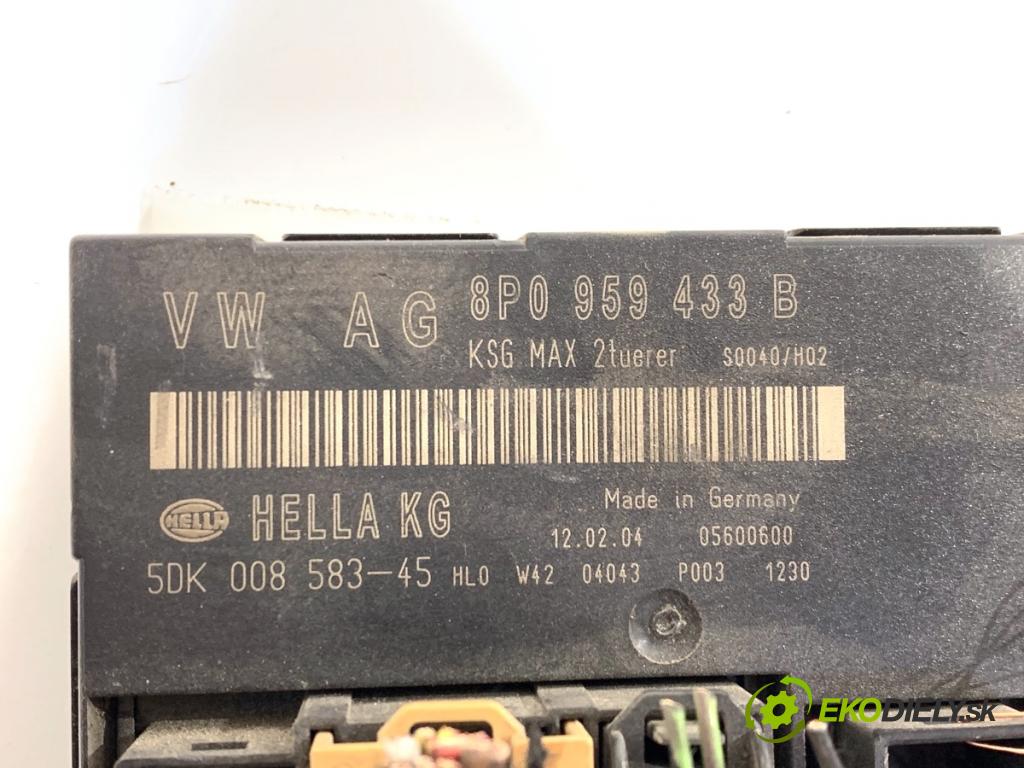 VW AG 8P0 959 433 B
KSG MAX 2tuerer S0040/H02
HELLA HELLA KG Made in Germany
12.02.04 05600600
5DK 008 583-45 HL0 W42 04043 P003 1230
EKODIELY.SK